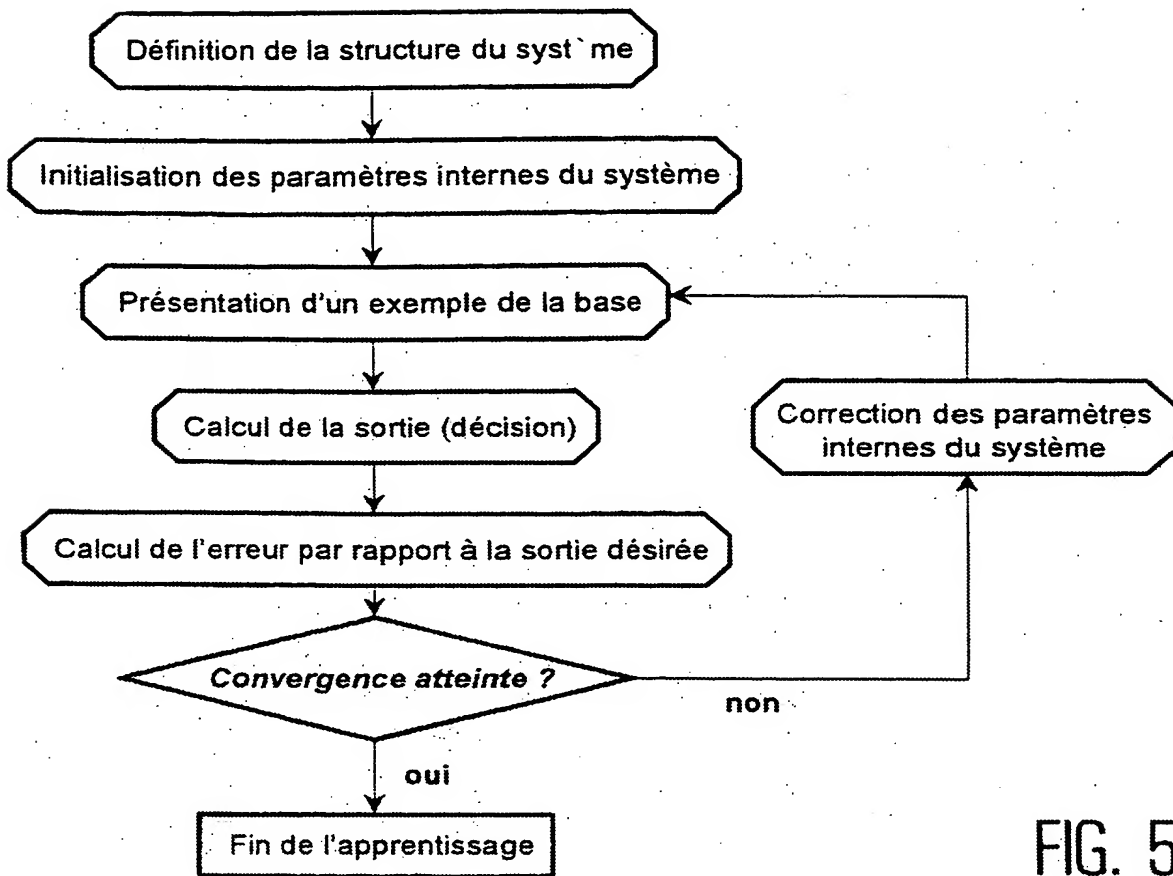 Définition de la structure du syst`me
Initialisation des paramètres internes du système
Présentation d'un exemple de la base
Calcul de la sortie (décision)
Correction des paramètres
internes du système
Calcul de l'erreur par rapport à la sortie désirée
Convergence atteinte ?
non
oui
Fin de l'apprentissage
FIG. 5